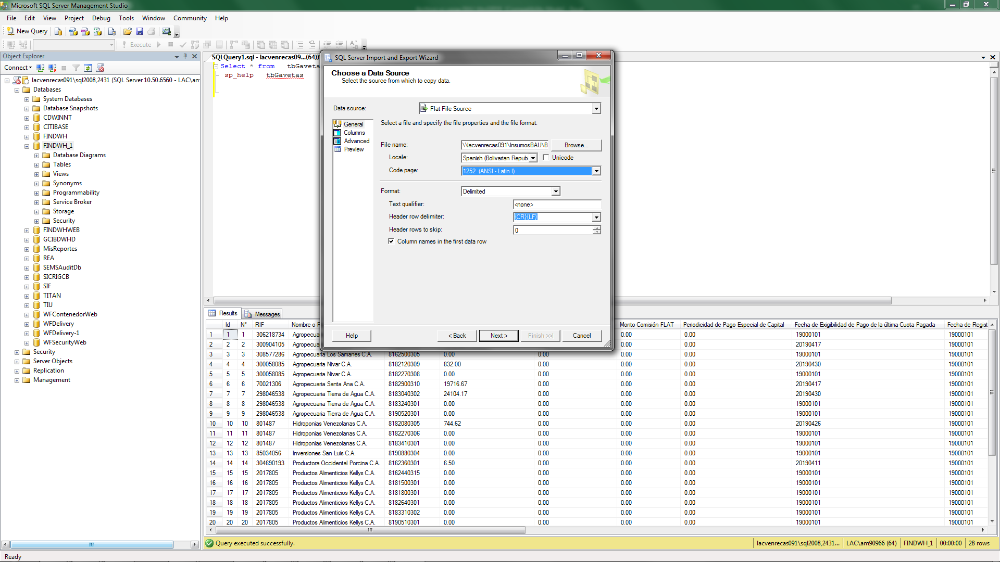 Microsoft SQL Server Management Studio
File Edit View Project Debug Tools Window Community Help
New Query
Execute
Object Explorer
Connect
lacvenrecas091\sql2008,2431 (SQL Server 10.50.6560 - LAC\am
Databases
System Databases
Database Snapshots
CDWINNT
CITIBASE
FINDWH
FINDWH_1
Database Diagrams
Tables
Views
Synonyms
Programmability
Service Broker
Storage
Security
FINDWHWEB
GCIBDWHD
MisReportes
REA
SEMSAuditDb
SICRIGCB
SIF
TITAN
TIU
WFContenedorWeb
WFDelivery
WFDelivery-1
WFSecurityWeb
Security
Server Objects
Replication
Management
SQLQuery1.sql - lacvenrecas09...(64))
Select * from tbGaveta
sp_help tbGavetas
SQL Server Import and Export Wizard
Choose a Data Source
Select the source from which to copy data.
Data source: Flat File Source
General
Columns
Advanced
Preview
Select a file and specify the file properties and the file format.
File name: \\lacvenrecas091\InsumosBAU\B Browse...
Locale: Spanish (Bolivarian Repub Unicode
Code page: 1252 (ANSI - Latin I)
Format: Delimited
Text qualifier: <none>
Header row delimiter: {CR}{LF}
Header rows to skip: 0
Column names in the first data row
Help < Back Next > Finish >>| Cancel
Results Messages
Id N° RIF Nombre o Monto Comisión FLAT Periodicidad de Pago Especial de Capital Fecha de Exigibilidad de Pago de la última Cuota Pagada Fecha de Regist
1 1 1 306218734 Agropecua 0.00 0.00 19000101 19000101
2 2 2 300904105 Agropecua 0.00 0.00 20190417 19000101
3 3 3 308577286 Agropecuaria Los Samanes C.A. 8162500305 0.00 0.00 0.00 0.00 19000101 19000101
4 4 4 300058085 Agropecuaria Nivar C.A. 8182120309 832.00 0.00 0.00 0.00 20190430 19000101
5 5 5 300058085 Agropecuaria Nivar C.A. 8182270308 0.00 0.00 0.00 0.00 19000101 19000101
6 6 6 70021306 Agropecuaria Santa Ana C.A. 8182900310 19716.67 0.00 0.00 0.00 20190417 19000101
7 7 7 298046538 Agropecuaria Tierra de Agua C.A. 8183040302 24104.17 0.00 0.00 0.00 20190430 19000101
8 8 8 298046538 Agropecuaria Tierra de Agua C.A. 8183240301 0.00 0.00 0.00 0.00 19000101 19000101
9 9 9 298046538 Agropecuaria Tierra de Agua C.A. 8190520301 0.00 0.00 0.00 0.00 19000101 19000101
10 10 10 801487 Hidroponias Venezolanas C.A. 8182080305 744.62 0.00 0.00 0.00 20190426 19000101
11 11 11 801487 Hidroponias Venezolanas C.A. 8182270306 0.00 0.00 0.00 0.00 19000101 19000101
12 12 12 801487 Hidroponias Venezolanas C.A. 8183410301 0.00 0.00 0.00 0.00 19000101 19000101
13 13 13 85034056 Inversiones San Luis C.A. 8190880304 0.00 0.00 0.00 0.00 19000101 19000101
14 14 14 304690193 Productora Occidental Porcina C.A. 8162360301 6.50 0.00 0.00 0.00 20190411 19000101
15 15 15 2017805 Productos Alimenticios Kellys C.A. 8162440315 0.00 0.00 0.00 0.00 19000101 19000101
16 16 16 2017805 Productos Alimenticios Kellys C.A. 8181500301 0.00 0.00 0.00 0.00 19000101 19000101
17 17 17 2017805 Productos Alimenticios Kellys C.A. 8181800301 0.00 0.00 0.00 0.00 19000101 19000101
18 18 18 2017805 Productos Alimenticios Kellys C.A. 8182640301 0.00 0.00 0.00 0.00 19000101 19000101
19 19 19 2017805 Productos Alimenticios Kellys C.A. 8183310302 0.00 0.00 0.00 0.00 19000101 19000101
20 20 20 2017805 Productos Alimenticios Kellys C.A. 8190510301 0.00 0.00 0.00 0.00 19000101 19000101
Query executed successfully. lacvenrecas091\sql2008,2431... LAC\am90966 (64) FINDWH_1 00:00:00 28 rows
Ready